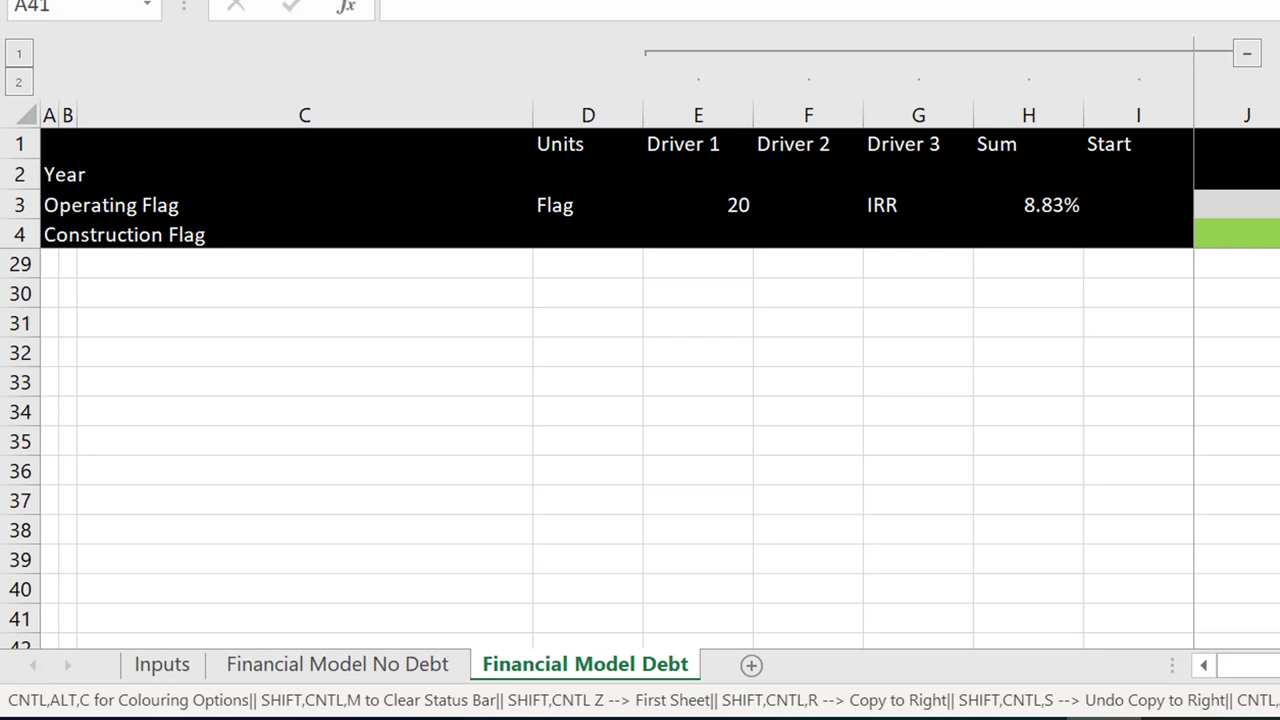 A41 fx
1
2
A B C D E F G H I J
1 Units Driver 1 Driver 2 Driver 3 Sum Start
2 Year
3 Operating Flag Flag 20 IRR 8.83%
4 Construction Flag
29
30
31
32
33
34
35
36
37
38
39
40
41
42
Inputs Financial Model No Debt Financial Model Debt
CNTL,ALT,C for Colouring Options|| SHIFT,CNTL,M to Clear Status Bar|| SHIFT,CNTL Z --> First Sheet|| SHIFT,CNTL,R --> Copy to Right|| SHIFT,CNTL,S --> Undo Copy to Right|| CNTL,